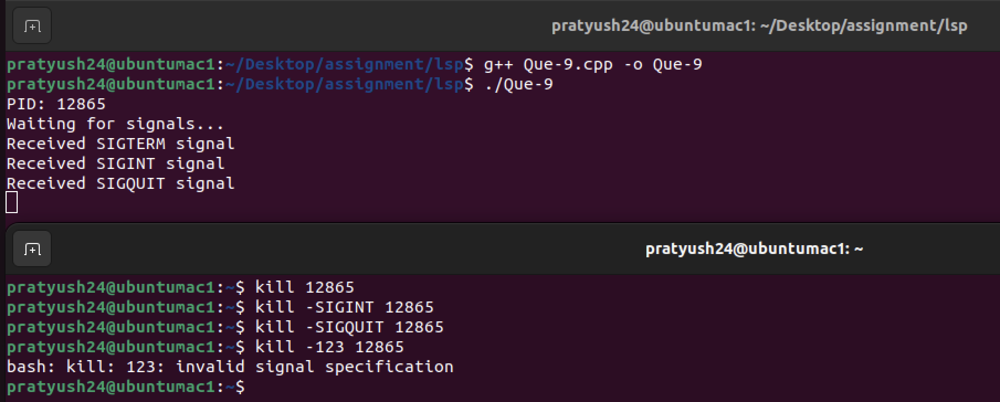 pratyush24@ubuntumac1: ~/Desktop/assignment/lsp
pratyush24@ubuntumac1:~/Desktop/assignment/lsp$ g++ Que-9.cpp -o Que-9
pratyush24@ubuntumac1:~/Desktop/assignment/lsp$ ./Que-9
PID: 12865
Waiting for signals...
Received SIGTERM signal
Received SIGINT signal
Received SIGQUIT signal
pratyush24@ubuntumac1: ~
pratyush24@ubuntumac1:~$ kill 12865
pratyush24@ubuntumac1:~$ kill -SIGINT 12865
pratyush24@ubuntumac1:~$ kill -SIGQUIT 12865
pratyush24@ubuntumac1:~$ kill -123 12865
bash: kill: 123: invalid signal specification
pratyush24@ubuntumac1:~$